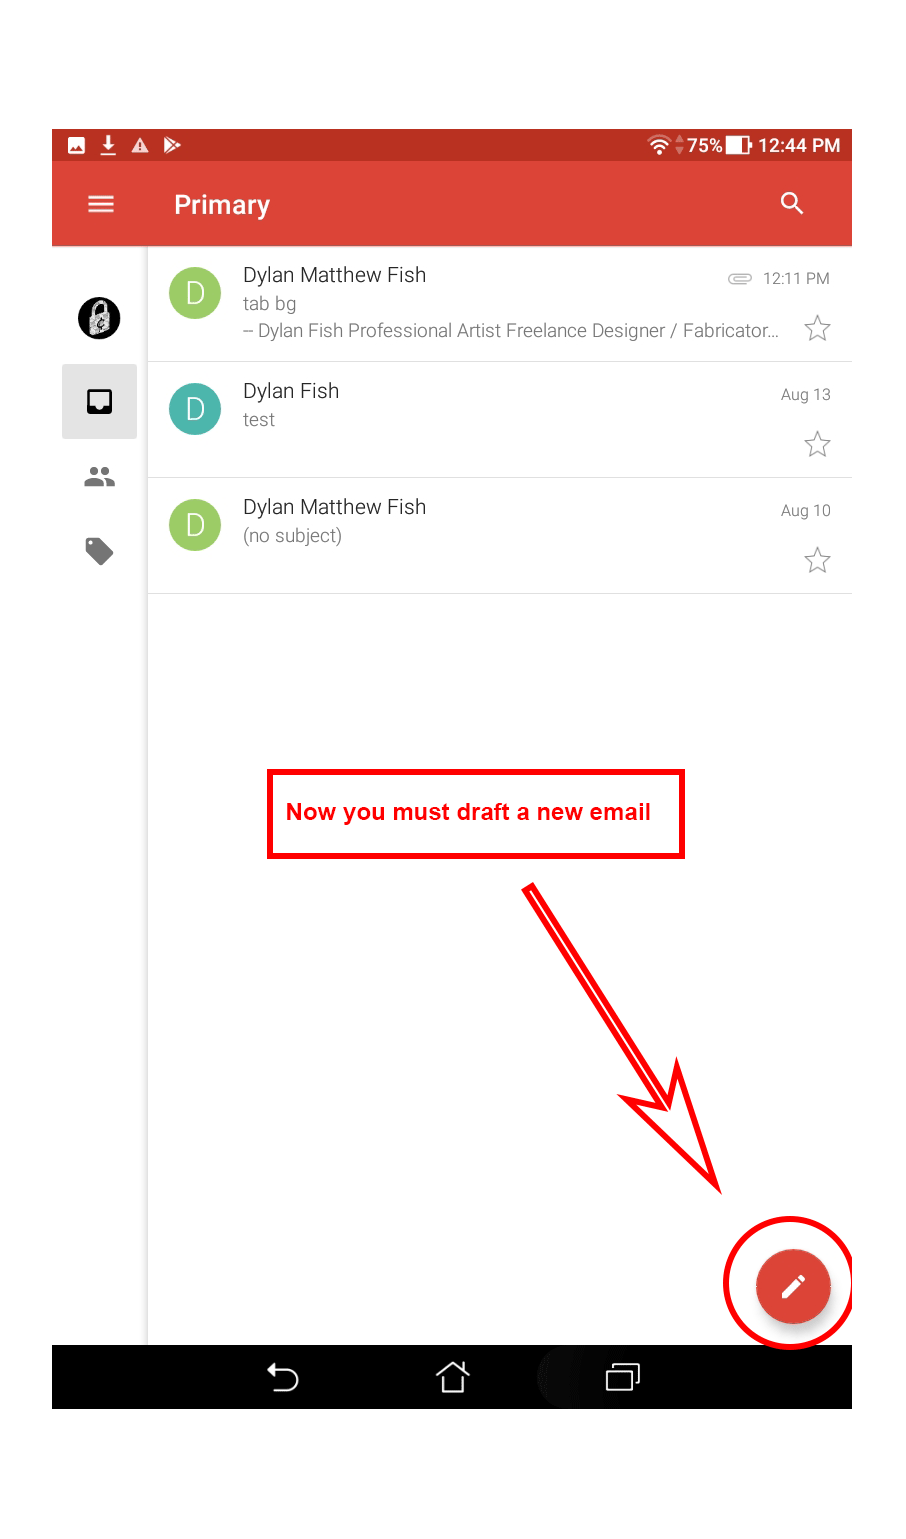 75% 12:44 PM
Primary
D Dylan Matthew Fish 12:11 PM
tab bg
– Dylan Fish Professional Artist Freelance Designer / Fabricator...
D Dylan Fish Aug 13
test
D Dylan Matthew Fish Aug 10
(no subject)
Now you must draft a new email